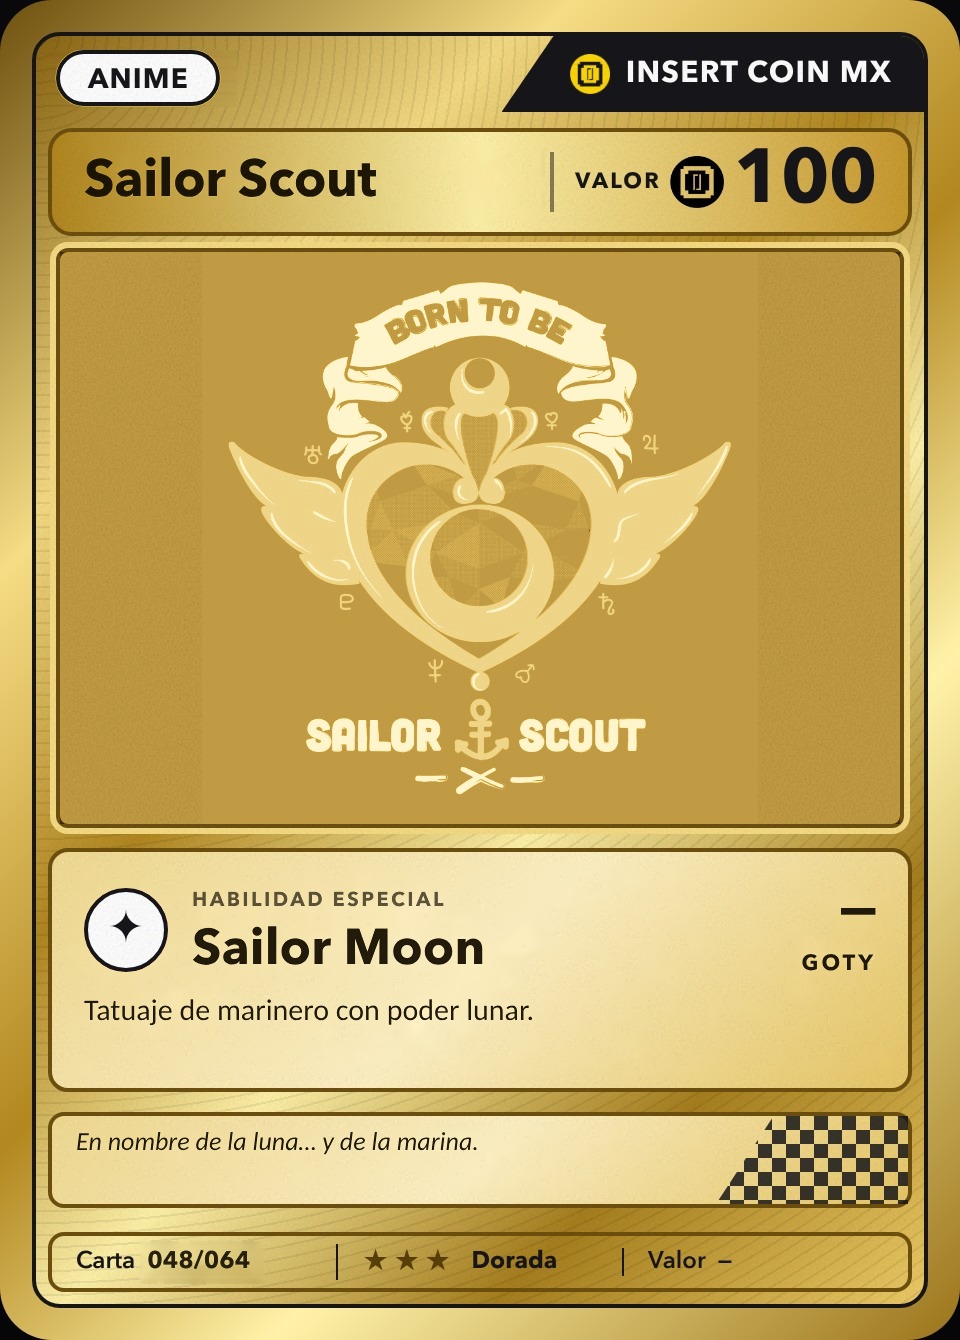 ANIME
INSERT COIN MX
Sailor Scout
VALOR 100
BORN TO BE
SAILOR SCOUT
HABILIDAD ESPECIAL
Sailor Moon
–
GOTY
Tatuaje de marinero con poder lunar.
En nombre de la luna... y de la marina.
Carta 048/064 ★★★ Dorada Valor –